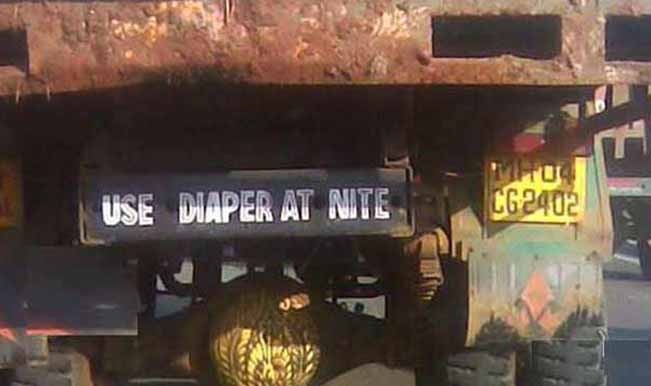 USE DIAPER AT NITE
MH04
CG2402